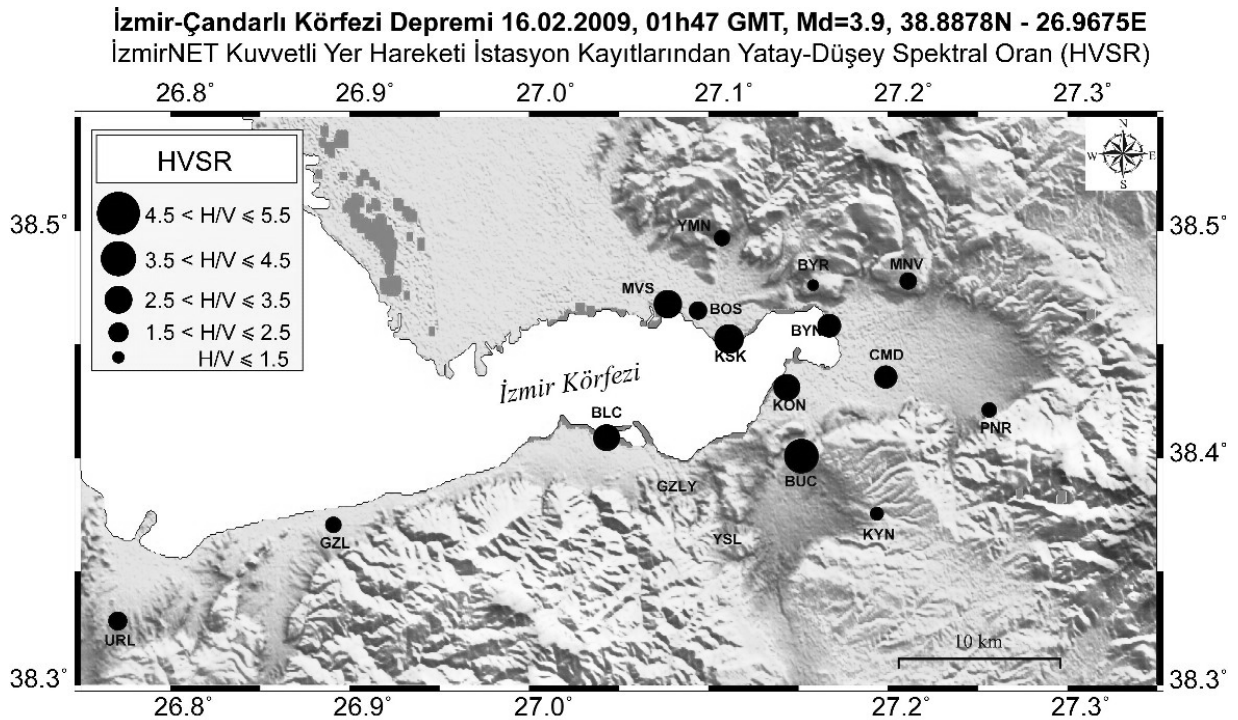 İzmir-Çandarlı Körfezi Depremi 16.02.2009, 01h47 GMT, Md=3.9, 38.8878N - 26.9675E
İzmirNET Kuvvetli Yer Hareketi İstasyon Kayıtlarından Yatay-Düşey Spektral Oran (HVSR)
26.8° 26.9° 27.0° 27.1° 27.2° 27.3°
HVSR
4.5 < H/V ⩽ 5.5
3.5 < H/V ⩽ 4.5
2.5 < H/V ⩽ 3.5
1.5 < H/V ⩽ 2.5
H/V ⩽ 1.5
N
W E
S
38.5° 38.5°
YMN
BYR
MNV
MVS
BOS
BYN
KSK
CMD
İzmir Körfezi
KON
BLC
PNR
38.4° 38.4°
BUC
GZLY
KYN
YSL
GZL
URL
10 km
38.3° 38.3°
26.8° 26.9° 27.0° 27.1° 27.2° 27.3°